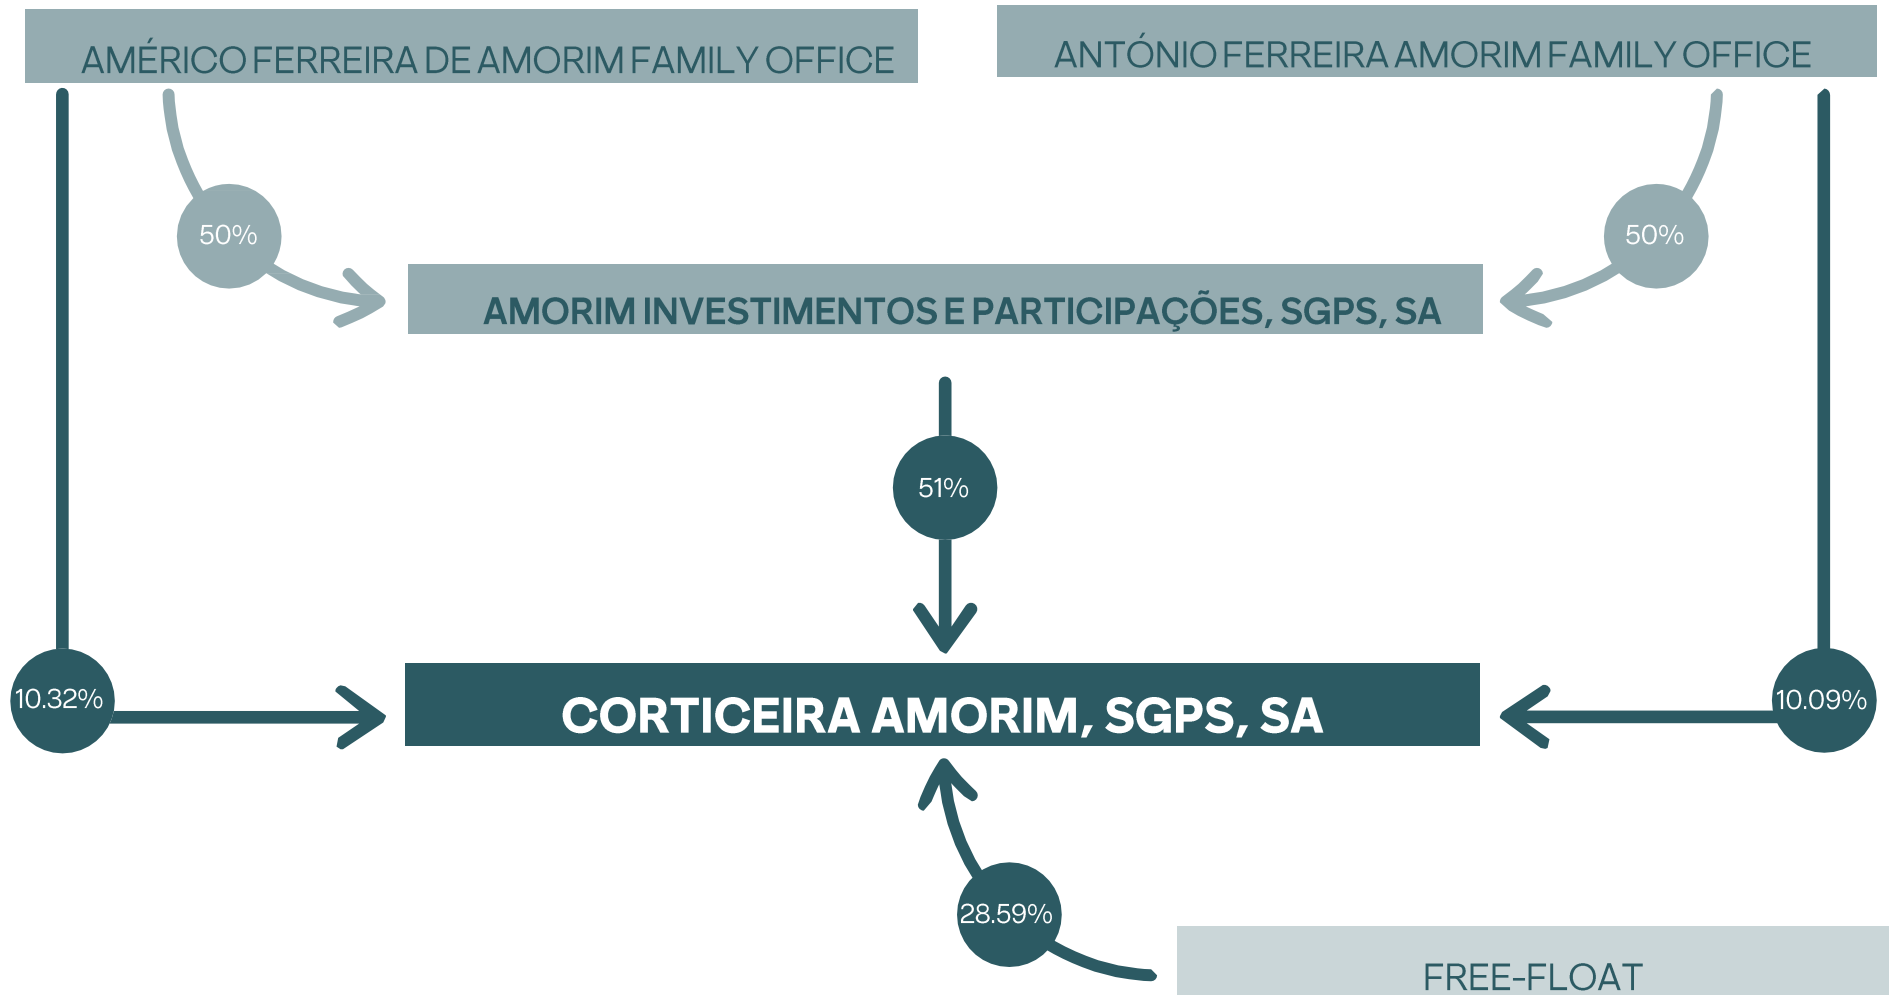 AMÉRICO FERREIRA DE AMORIM FAMILY OFFICE
ANTÓNIO FERREIRA AMORIM FAMILY OFFICE
50%
50%
AMORIM INVESTIMENTOS E PARTICIPAÇÕES, SGPS, SA
51%
10.32%
10.09%
CORTICEIRA AMORIM, SGPS, SA
28.59%
FREE-FLOAT